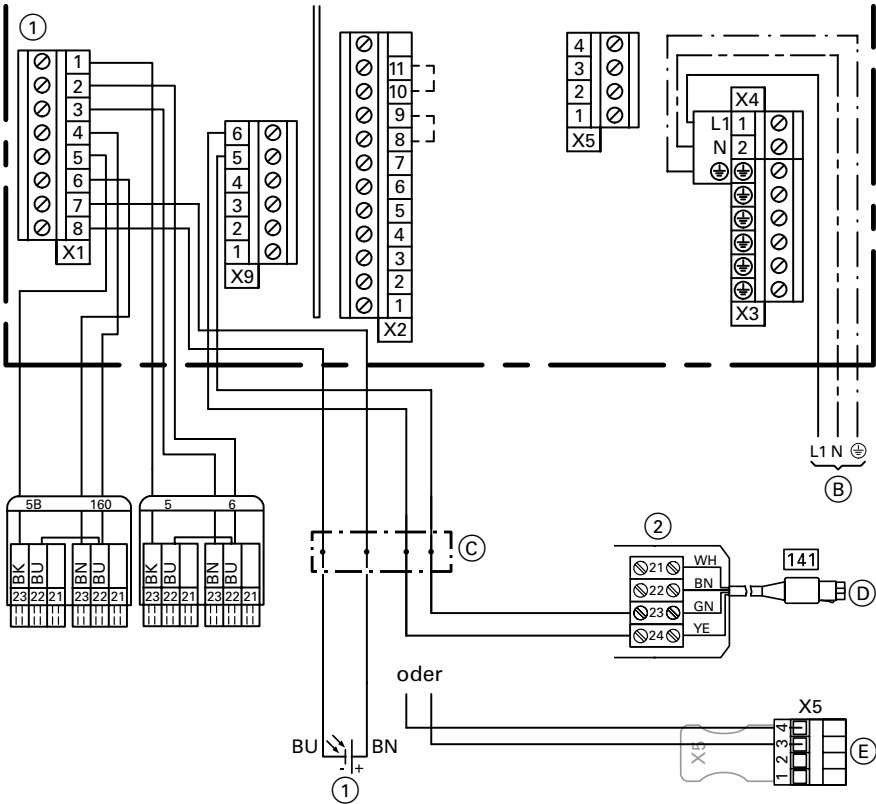 1
1
2
3
4
5
6
7
8
X1
6
5
4
3
2
1
X9
11
10
9
8
7
6
5
4
3
2
1
X2
4
3
2
1
X5
X4
L1 1
N 2
X3
L1 N
B
5B 160
BK BU BN BU
23 22 21 23 22 21
5 6
BK BU BN BU
23 22 21 23 22 21
C
2
21 WH
22 BN
23 GN
24 YE
141
D
oder
BU BN
- +
1
X5
X5
4
3
2
1
E